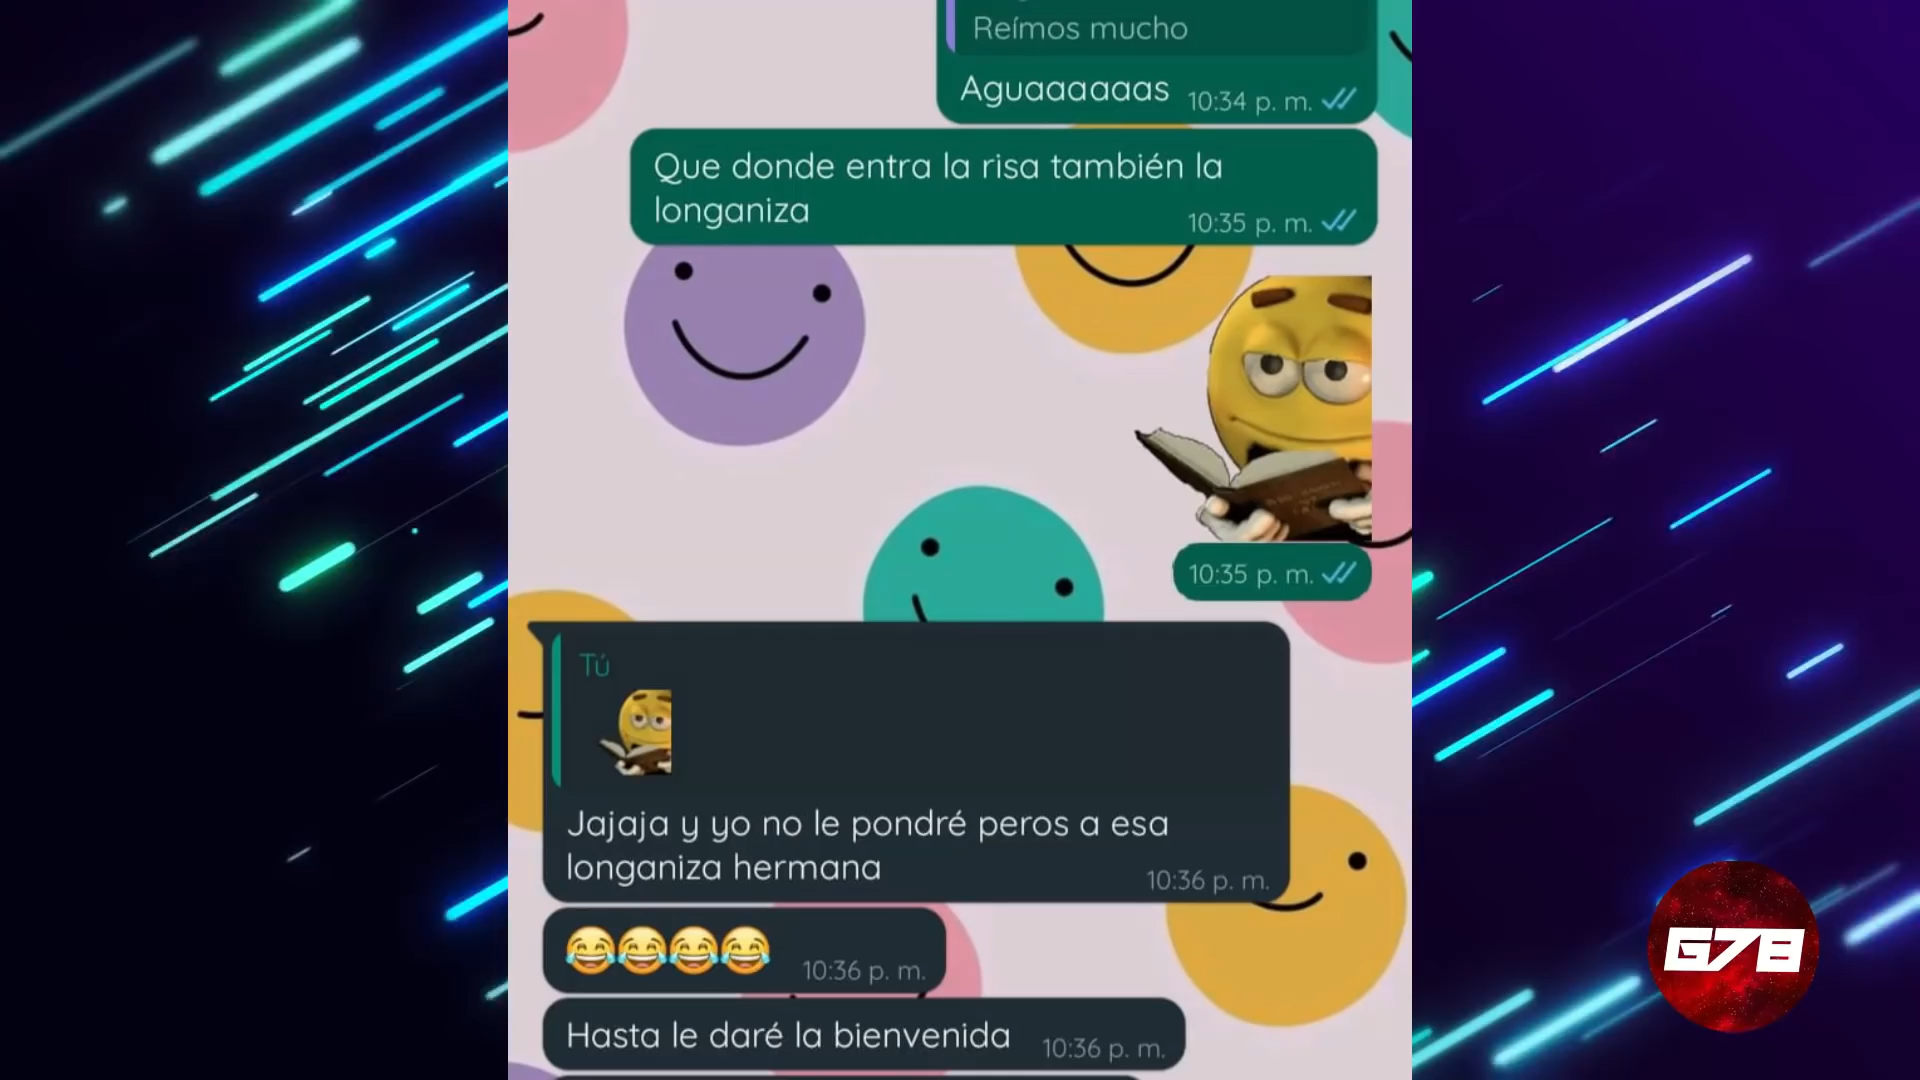 Reímos mucho
Aguaaaaaas
10:34 p. m.
Que donde entra la risa también la
longaniza
10:35 p. m.
10:35 p. m.
Tú
Jajaja y yo no le pondré peros a esa
longaniza hermana
10:36 p. m.
😂😂😂😂
10:36 p. m.
Hasta le daré la bienvenida
10:36 p. m.
G78